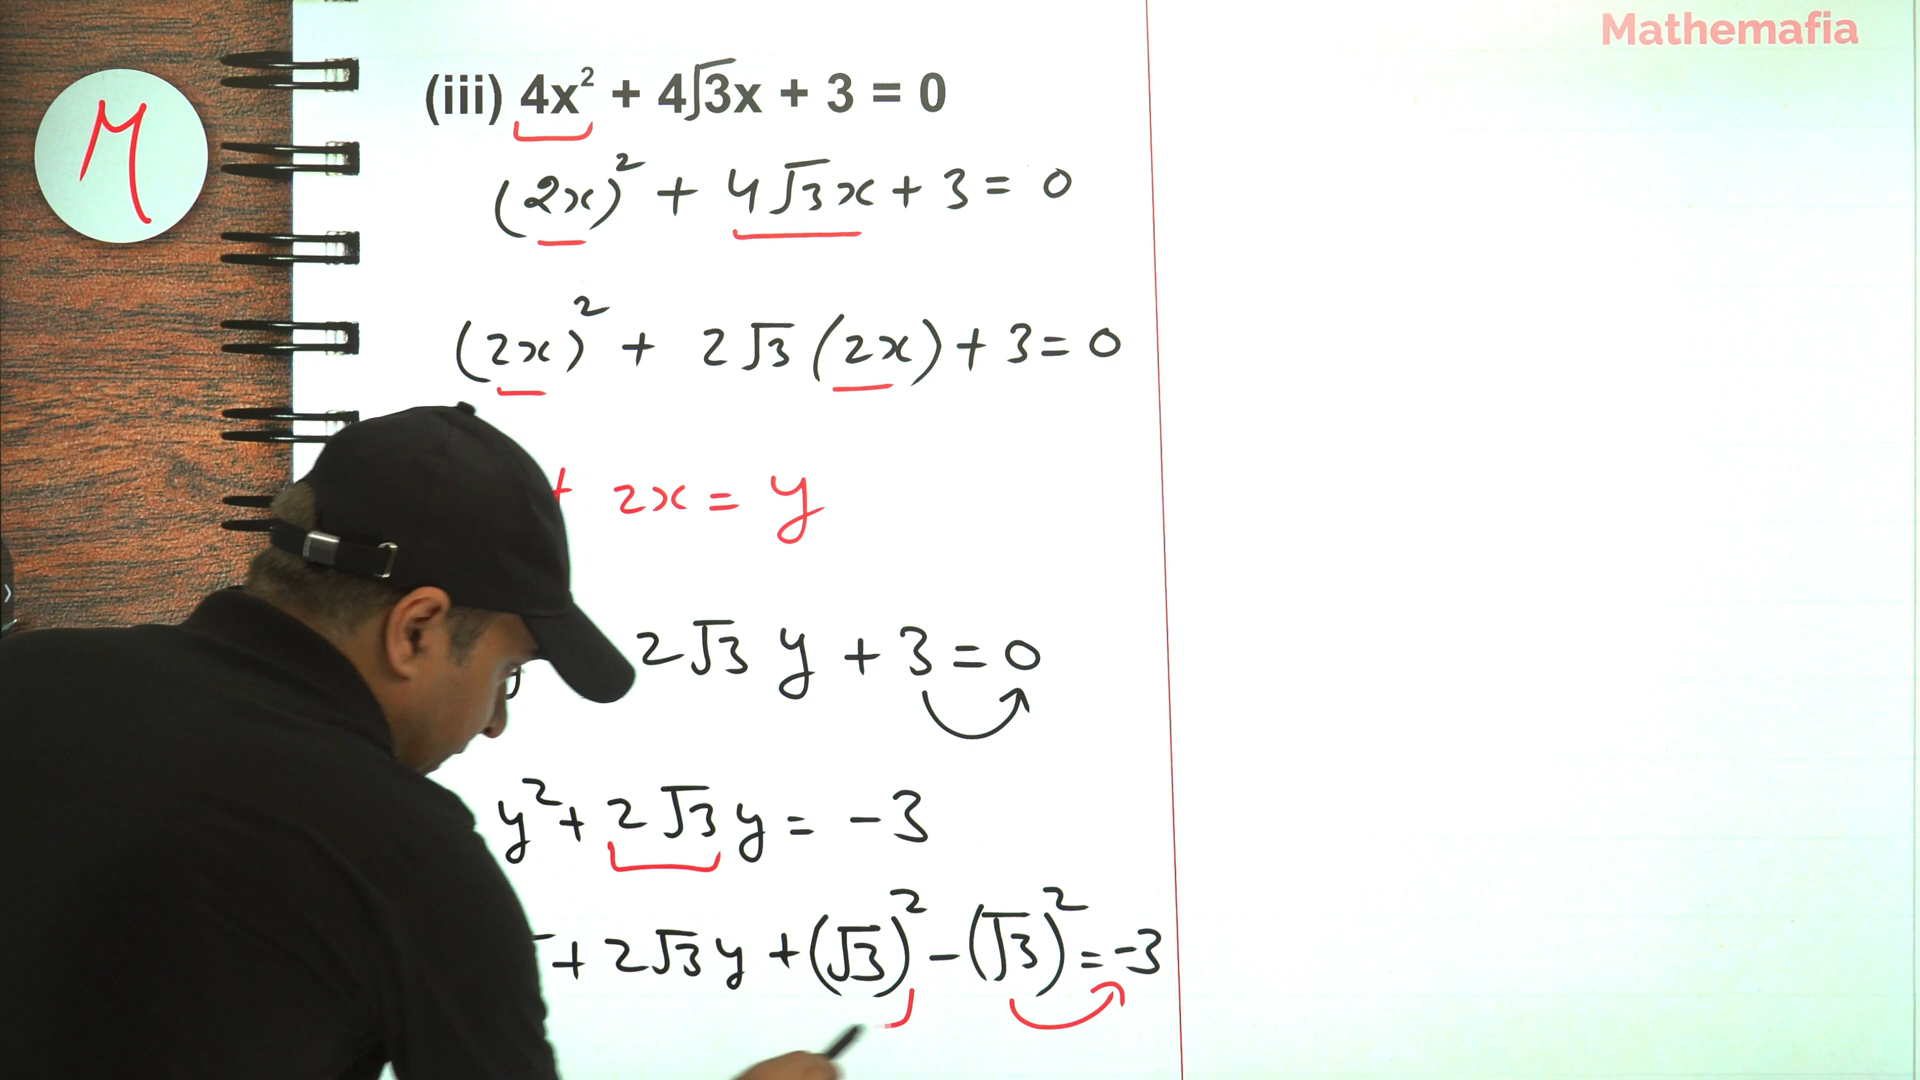 Mathemafia
M
(iii) 4x² + 4√3x + 3 = 0
(2x)² + 4√3x + 3 = 0
(2x)² + 2√3(2x) + 3 = 0
2x = y
2√3 y + 3 = 0
y² + 2√3 y = -3
+ 2√3y + (√3)² - (√3)² = -3